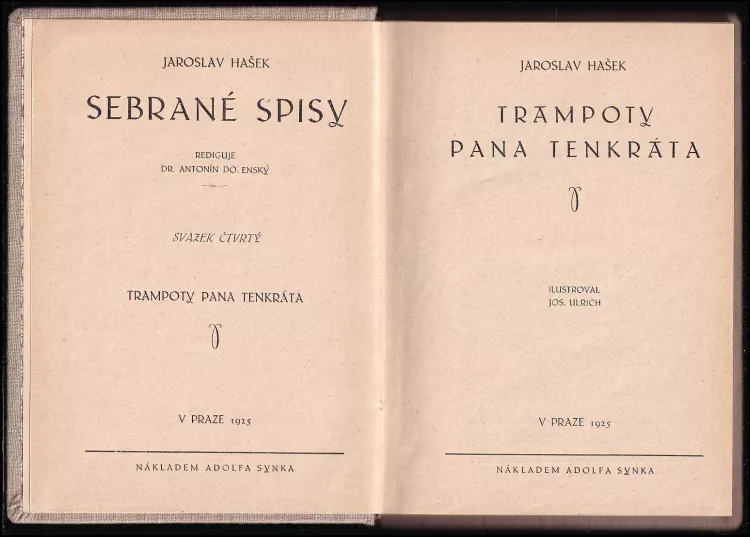 JAROSLAV HAŠEK
SEBRANÉ SPISY
REDIGUJE
DR. ANTONÍN DO ENSKÝ
SVAZEK ČTVRTÝ
TRAMPOTY PANA TENKRÁTA
V PRAZE 1925
NÁKLADEM ADOLFA SYNKA
JAROSLAV HAŠEK
TRAMPOTY
PANA TENKRÁTA
ILUSTROVAL
JOS. ULRICH
V PRAZE 1925
NÁKLADEM ADOLFA SYNKA